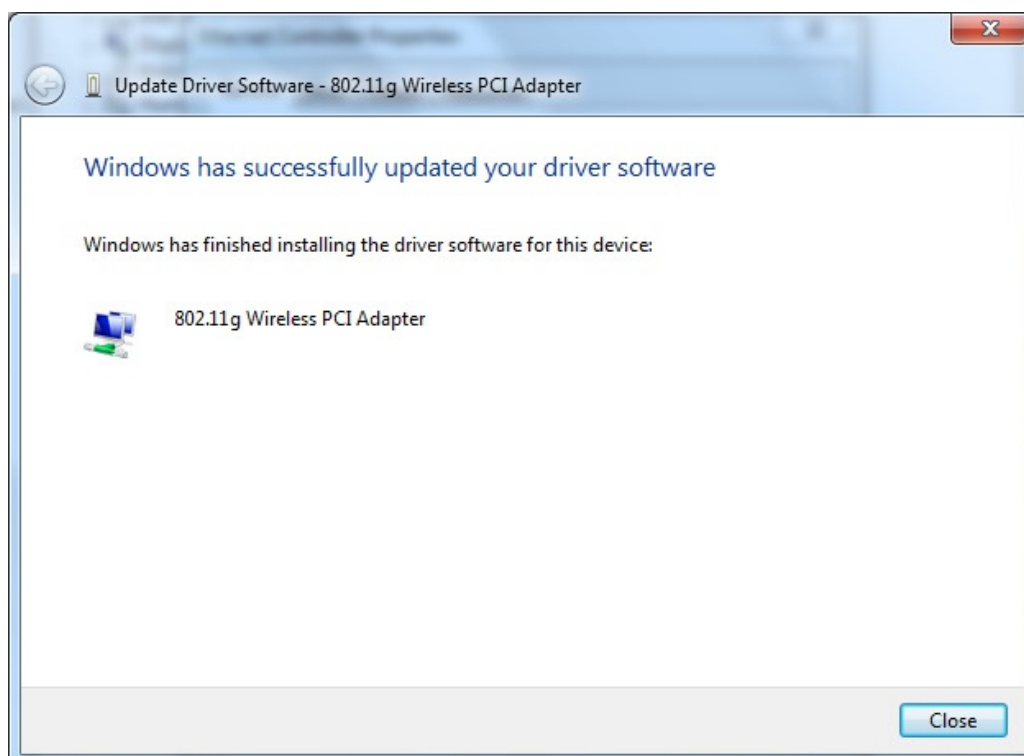 Update Driver Software - 802.11g Wireless PCI Adapter
Windows has successfully updated your driver software
Windows has finished installing the driver software for this device:
802.11g Wireless PCI Adapter
Close